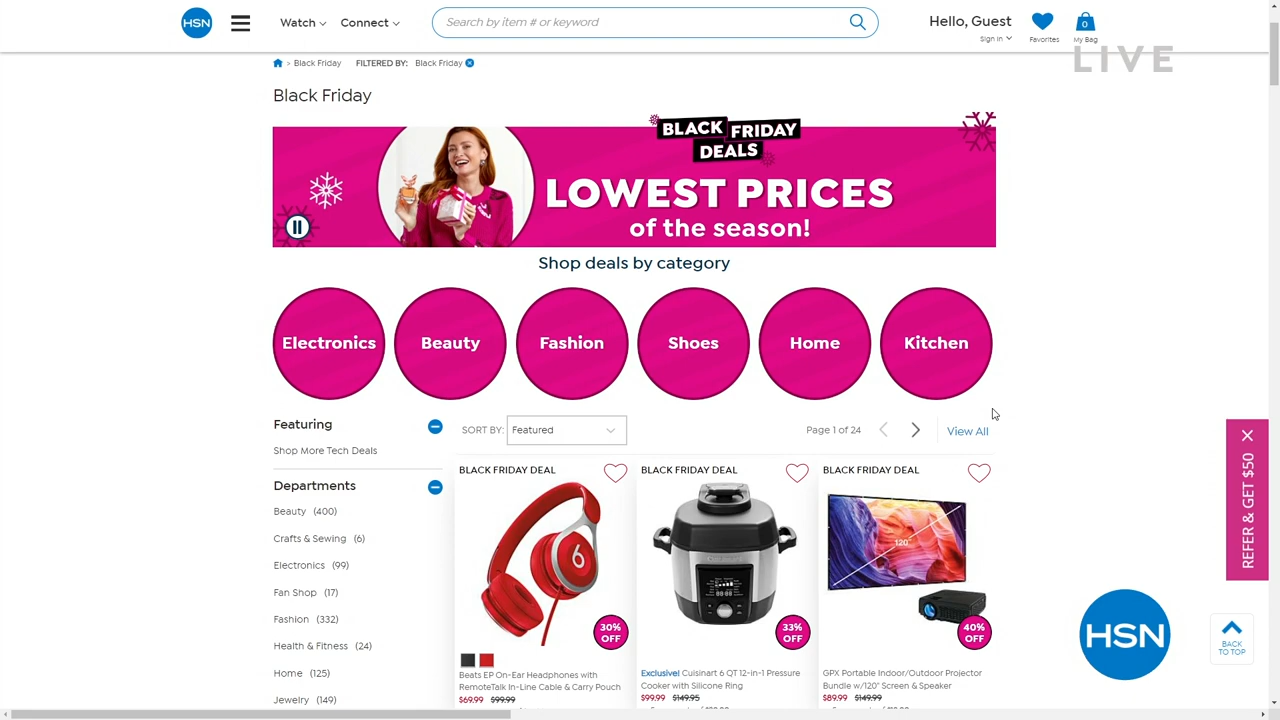 HSN
Watch
Connect
Search by item # or keyword
Hello, Guest
Sign in
Favorites
0
My Bag
LIVE
> Black Friday
FILTERED BY:
Black Friday
Black Friday
BLACK FRIDAY
DEALS
LOWEST PRICES
of the season!
Shop deals by category
Electronics
Beauty
Fashion
Shoes
Home
Kitchen
Featuring
Shop More Tech Deals
Departments
Beauty (400)
Crafts & Sewing (6)
Electronics (99)
Fan Shop (17)
Fashion (332)
Health & Fitness (24)
Home (125)
Jewelry (149)
SORT BY:
Featured
Page 1 of 24
View All
BLACK FRIDAY DEAL
30%
OFF
Beats EP On-Ear Headphones with
RemoteTalk In-Line Cable & Carry Pouch
$69.99 $99.99
BLACK FRIDAY DEAL
33%
OFF
Exclusive! Cuisinart 6 QT 12-in-1 Pressure
Cooker with Silicone Ring
$99.99 $149.95
BLACK FRIDAY DEAL
120"
40%
OFF
GPX Portable Indoor/Outdoor Projector
Bundle w/120" Screen & Speaker
$89.99 $149.99
REFER & GET $50
HSN
BACK
TO TOP